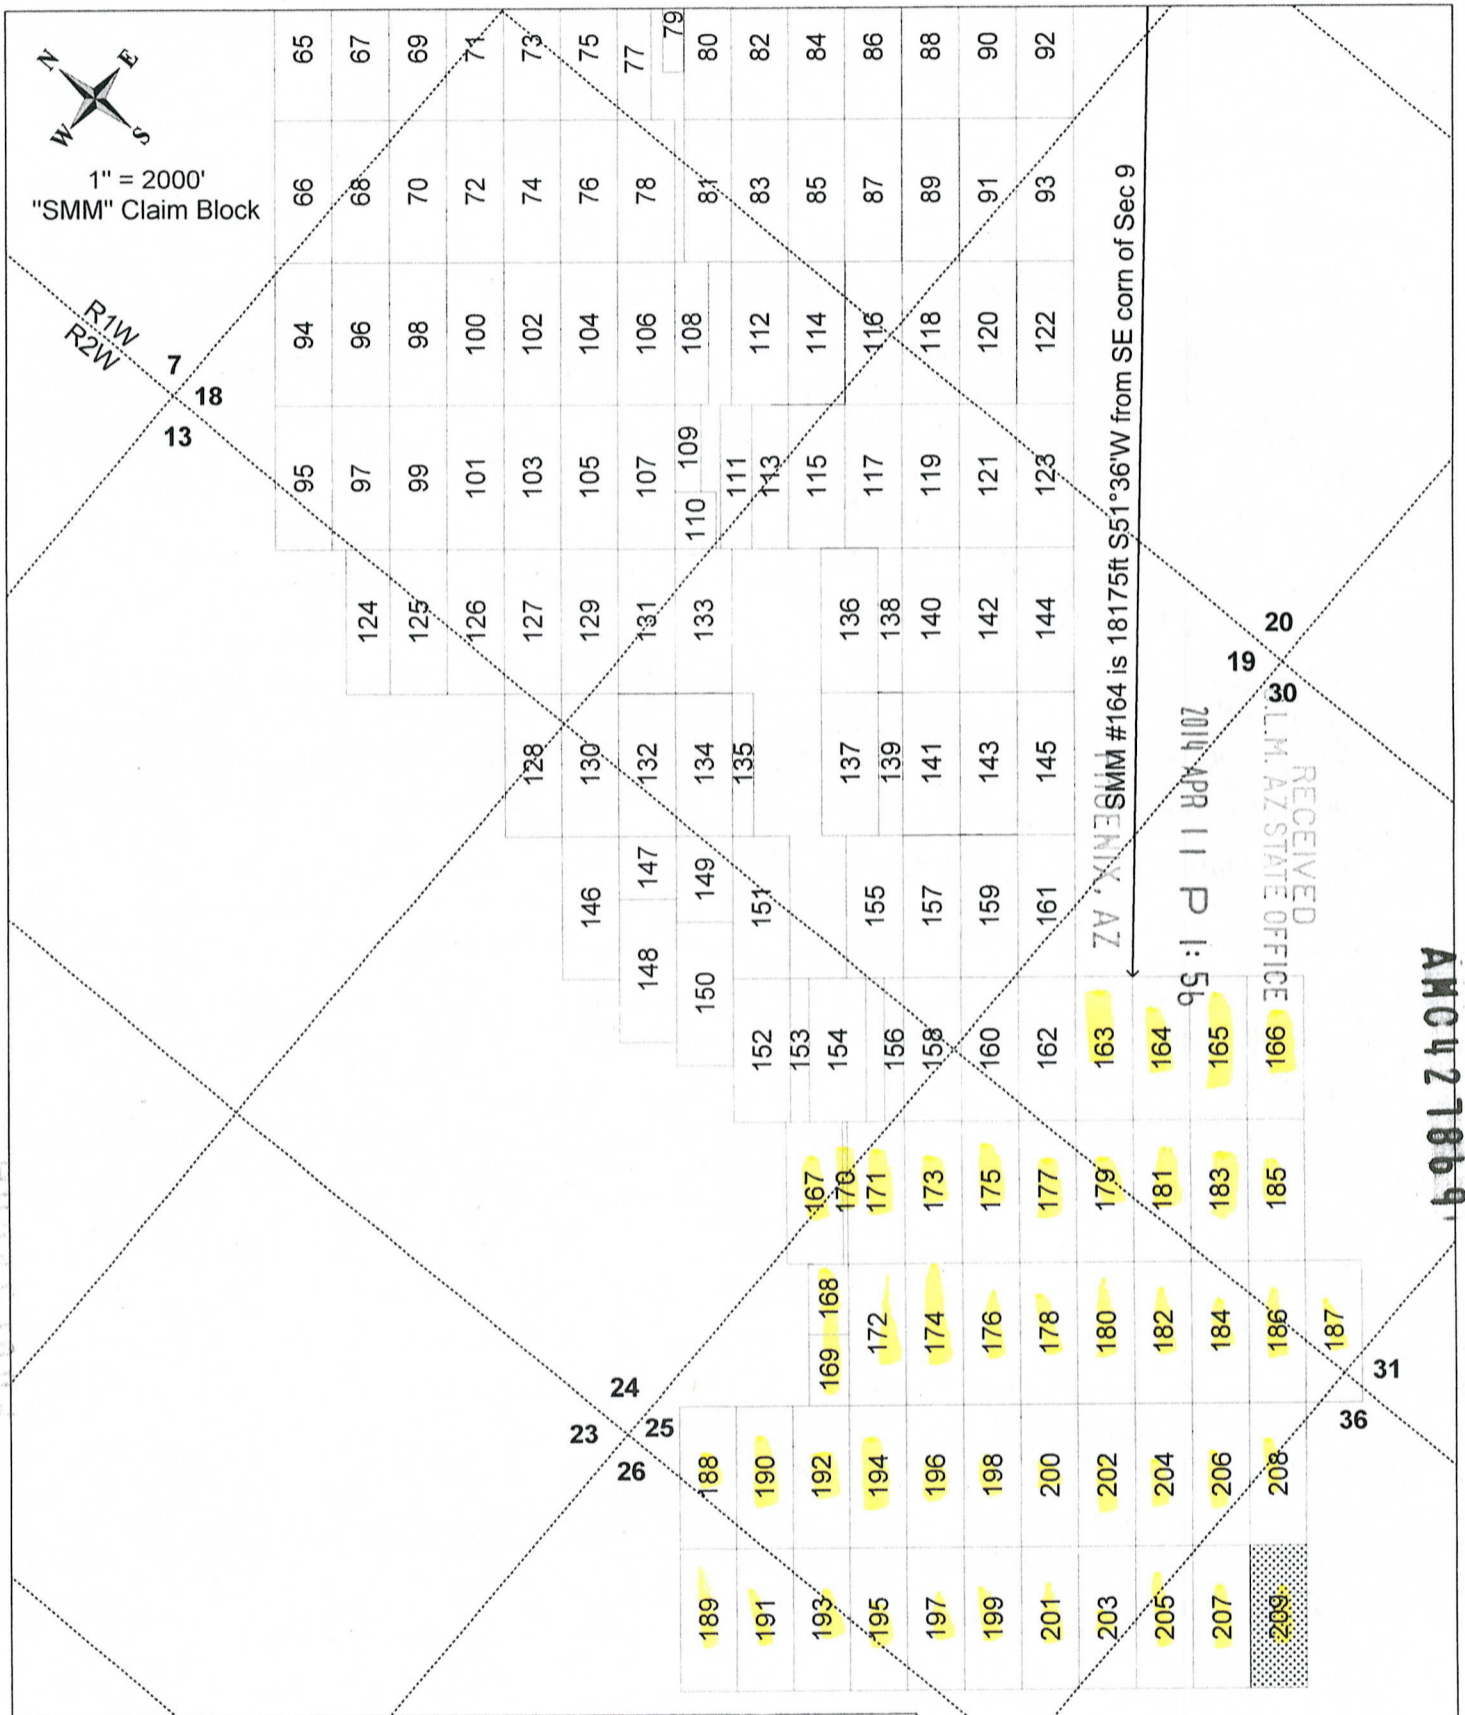 N
E
W
S
1" = 2000'
"SMM" Claim Block
R1W
R2W
7
18
13
65 67 69 71 73 75 77 79 80 82 84 86 88 90 92
66 68 70 72 74 76 78 81 83 85 87 89 91 93
94 96 98 100 102 104 106 108 112 114 116 118 120 122
95 97 99 101 103 105 107 109 110 111 113 115 117 119 121 123
124 125 126 127 129 131 133 136 138 140 142 144
128 130 132 134 135 137 139 141 143 145
146 147 149 151 155 157 159 161
148 150
152 153 154 156 158 160 162 163 164 165 166
167 170 171 173 175 177 179 181 183 185
168 172 174 176 178 180 182 184 186 187
169
188 190 192 194 196 198 200 202 204 206 208
189 191 193 195 197 199 201 203 205 207 209
SMM #164 is 18175ft S51°36'W from SE corn of Sec 9
20
19
30
RECEIVED
B.L.M. AZ STATE OFFICE
2014 APR 11 P 1:56
PHOENIX, AZ
AMC427869
24
23
25
26
31
36